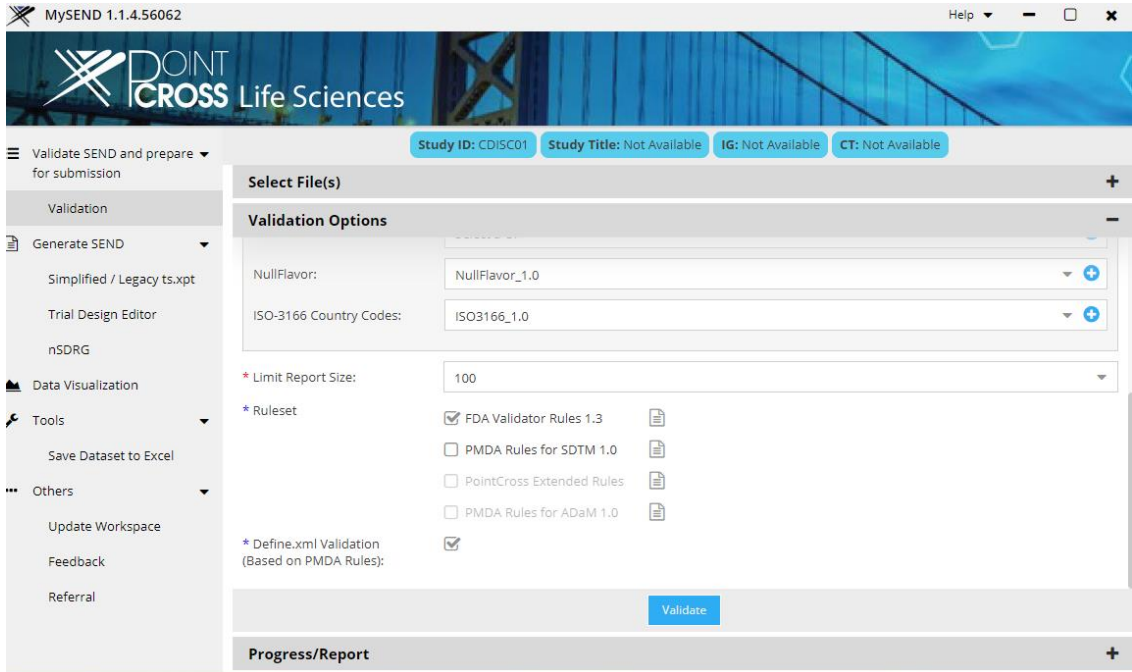 MySEND 1.1.4.56062
Help
POINT
CROSS Life Sciences
Study ID: CDISC01 Study Title: Not Available IG: Not Available CT: Not Available
Validate SEND and prepare
for submission
Validation
Generate SEND
Simplified / Legacy ts.xpt
Trial Design Editor
nSDRG
Data Visualization
Tools
Save Dataset to Excel
Others
Update Workspace
Feedback
Referral
Select File(s)
Validation Options
NullFlavor: NullFlavor_1.0
ISO-3166 Country Codes: ISO3166_1.0
* Limit Report Size: 100
* Ruleset
FDA Validator Rules 1.3
PMDA Rules for SDTM 1.0
PointCross Extended Rules
PMDA Rules for ADaM 1.0
* Define.xml Validation
(Based on PMDA Rules):
Validate
Progress/Report